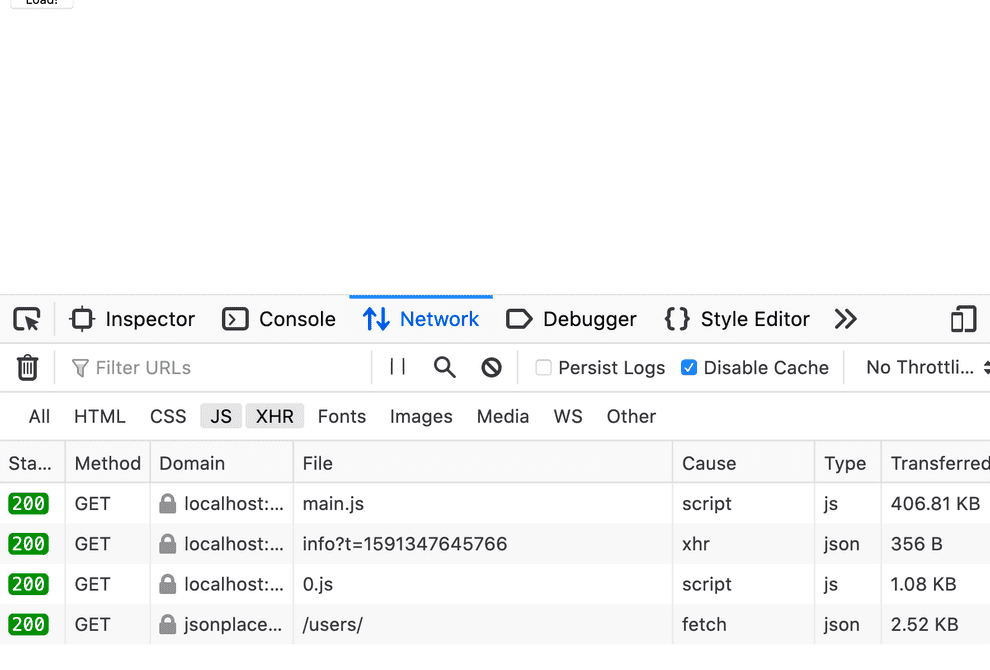 Load!
Inspector Console Network Debugger Style Editor
Filter URLs Persist Logs Disable Cache No Throttli...
All HTML CSS JS XHR Fonts Images Media WS Other
Sta... Method Domain File Cause Type Transferred
200 GET localhost:... main.js script js 406.81 KB
200 GET localhost:... info?t=1591347645766 xhr json 356 B
200 GET localhost:... 0.js script js 1.08 KB
200 GET jsonplace... /users/ fetch json 2.52 KB